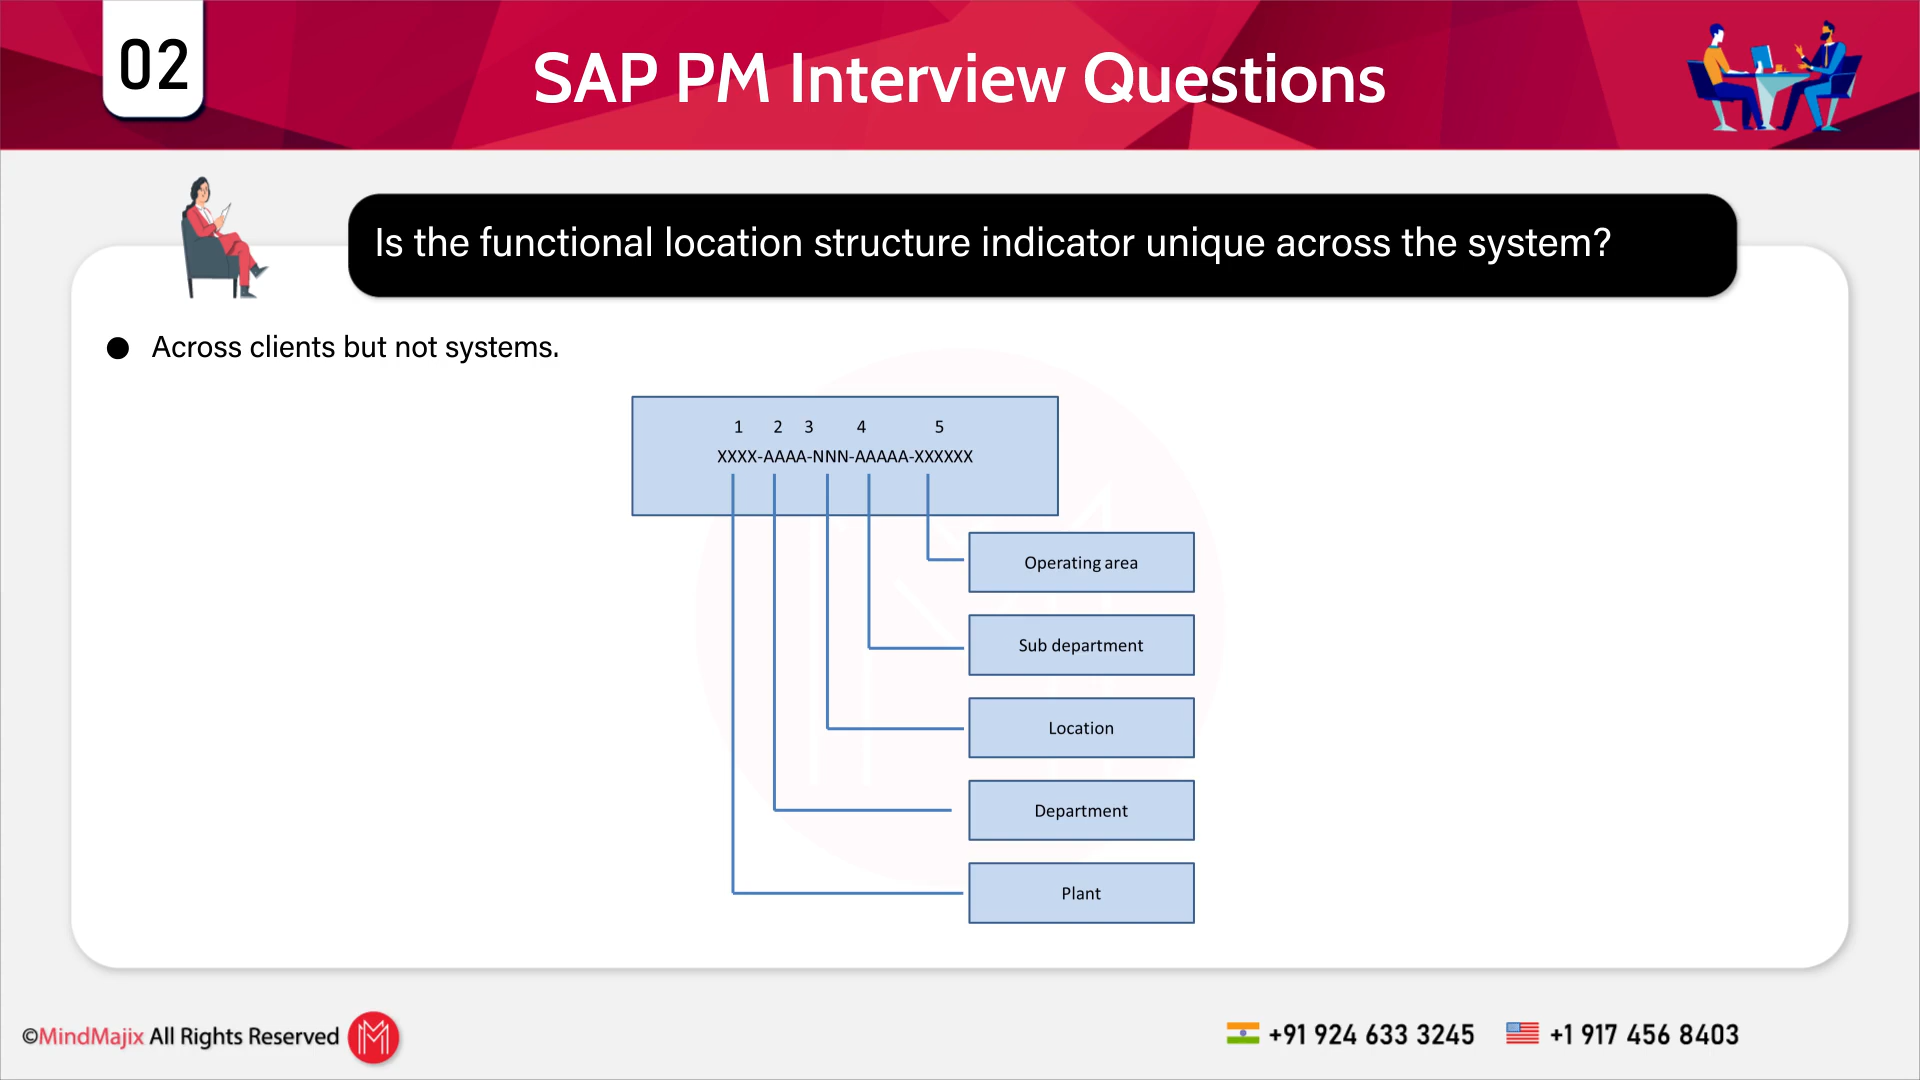 02
SAP PM Interview Questions
Is the functional location structure indicator unique across the system?
● Across clients but not systems.
1 2 3 4 5
XXXX-AAAA-NNN-AAAAA-XXXXXX
Operating area
Sub department
Location
Department
Plant
©MindMajix All Rights Reserved
+91 924 633 3245 +1 917 456 8403